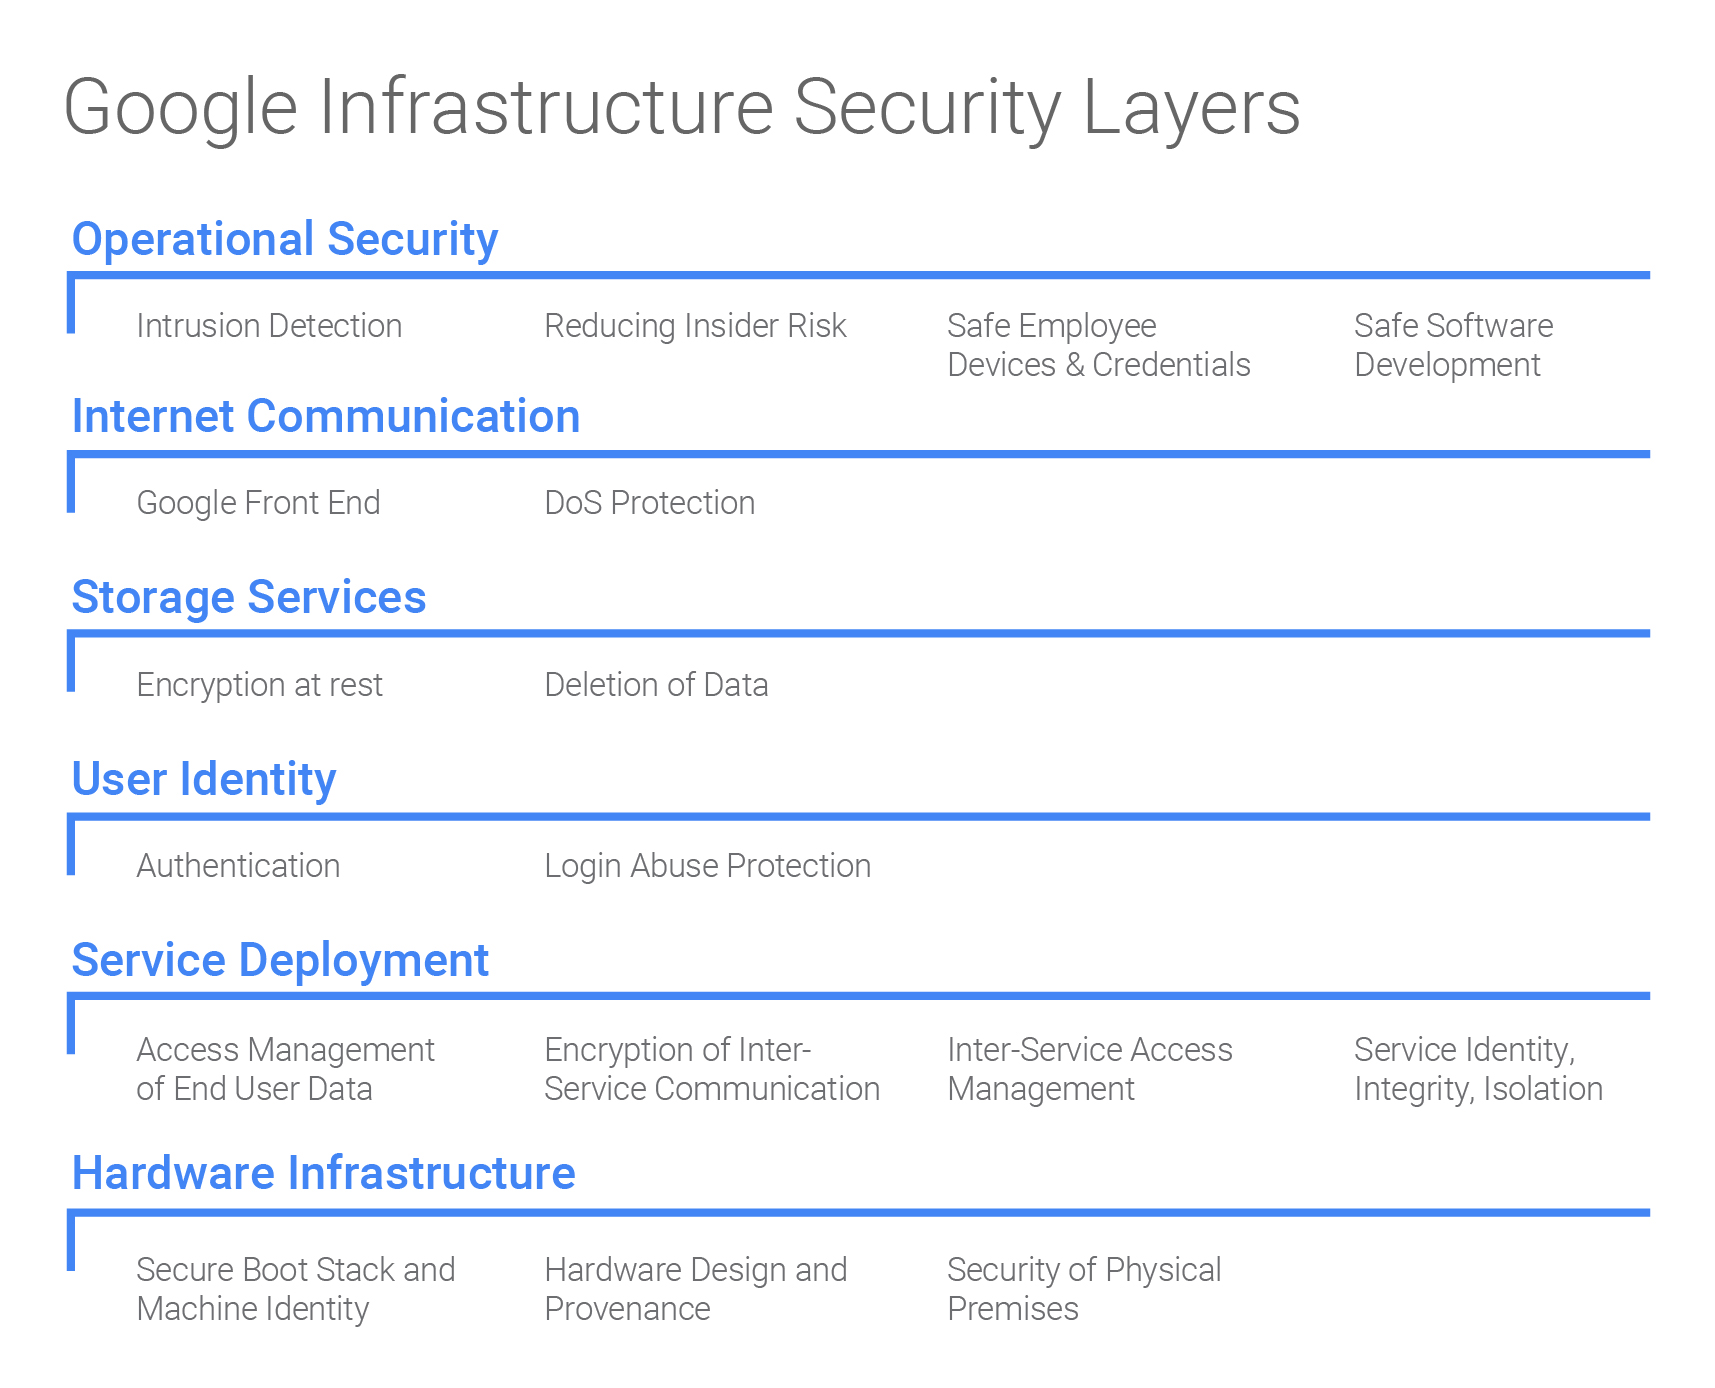 Google Infrastructure Security Layers
Operational Security
Intrusion Detection
Reducing Insider Risk
Safe Employee
Devices & Credentials
Safe Software
Development
Internet Communication
Google Front End
DoS Protection
Storage Services
Encryption at rest
Deletion of Data
User Identity
Authentication
Login Abuse Protection
Service Deployment
Access Management
of End User Data
Encryption of Inter-
Service Communication
Inter-Service Access
Management
Service Identity,
Integrity, Isolation
Hardware Infrastructure
Secure Boot Stack and
Machine Identity
Hardware Design and
Provenance
Security of Physical
Premises